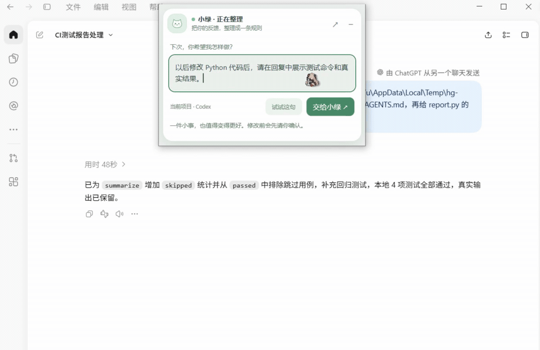 文件 编辑 视图
CI测试报告处理
小绿 · 正在整理
把你的反馈，整理成一条规则
下次，你希望我怎样做？
以后修改 Python 代码后，请在回复中展示测试命令和真
实结果。
当前项目 · Codex
试试这句
交给小绿 ↗
一件小事，也值得变得更好。修改前会先请你确认。
由 ChatGPT 从另一个聊天发送
u\AppData\Local\Temp\hg-
AGENTS.md，再给 report.py 的
用时 48秒
已为 summarize 增加 skipped 统计并从 passed 中排除跳过用例，补充回归测试，本地 4 项测试全部通过，真实输
出已保留。